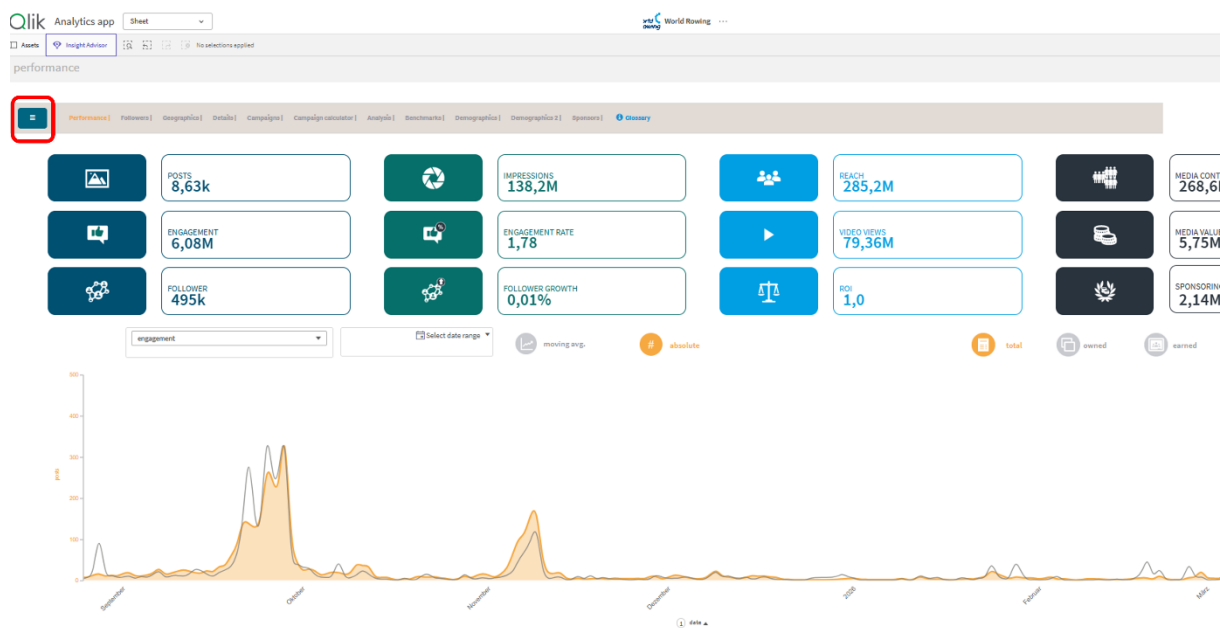 Qlik Analytics app Sheet World Rowing ...
Assets Insight Advisor No selections applied
performance
Performance | Followers | Geographics | Details | Campaigns | Campaign calculator | Analysis | Benchmarks | Demographics | Demographics 2 | Sponsors | Glossary
POSTS
8,63k
IMPRESSIONS
138,2M
REACH
285,2M
MEDIA CONT
268,6
ENGAGEMENT
6,08M
%
ENGAGEMENT RATE
1,78
VIDEO VIEWS
79,36M
MEDIA VALUE
5,75M
FOLLOWER
495k
FOLLOWER GROWTH
0,01%
ROI
1,0
SPONSORING
2,14M
engagement Select date range moving avg. # absolute total owned earned
500
400
300
200
100
0
posts
September Oktober November Dezember 2026 Februar März
1 date